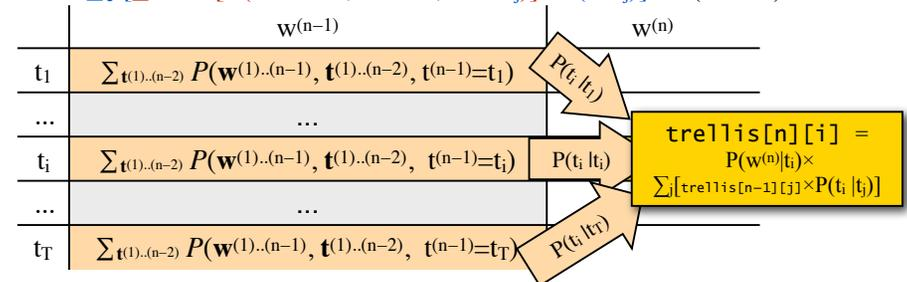 w(n-1) w(n)
t1 ∑t(1)..(n-2) P(w(1)..(n-1), t(1)..(n-2), t(n-1)=t1) P(ti |t1)
... ...
trellis[n][i] =
ti ∑t(1)..(n-2) P(w(1)..(n-1), t(1)..(n-2), t(n-1)=ti) P(ti |ti) P(w(n)|ti)×
∑j[trellis[n-1][j]×P(ti |tj)]
... ...
tT ∑t(1)..(n-2) P(w(1)..(n-1), t(1)..(n-2), t(n-1)=tT) P(ti |tT)